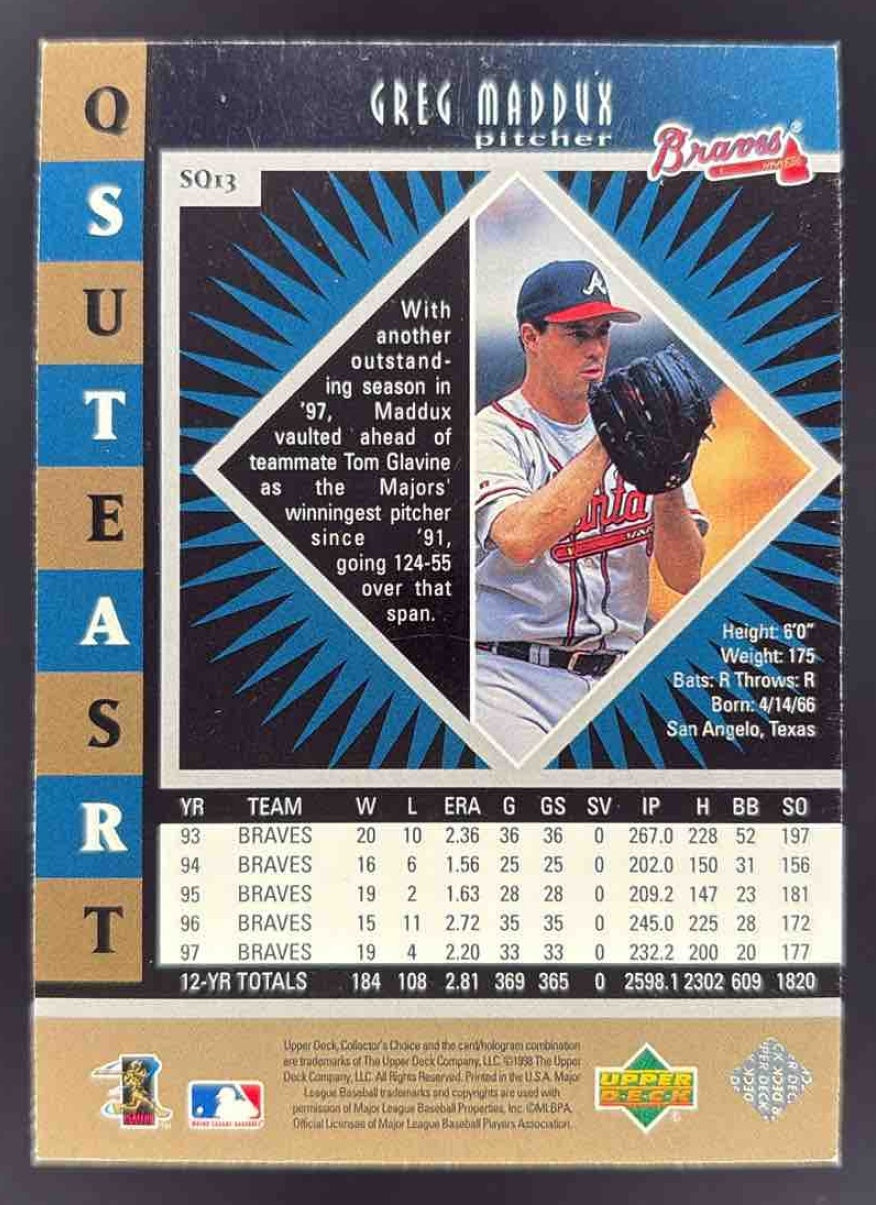 Q
S
U
T
E
A
S
R
T
GREG MADDUX
pitcher
Braves
SQ13
With
another
outstand-
ing season in
'97, Maddux
vaulted ahead of
teammate Tom Glavine
as the Majors'
winningest pitcher
since '91,
going 124-55
over that
span.
Height: 6'0"
Weight: 175
Bats: R Throws: R
Born: 4/14/66
San Angelo, Texas
YR TEAM W L ERA G GS SV IP H BB SO
93 BRAVES 20 10 2.36 36 36 0 267.0 228 52 197
94 BRAVES 16 6 1.56 25 25 0 202.0 150 31 156
95 BRAVES 19 2 1.63 28 28 0 209.2 147 23 181
96 BRAVES 15 11 2.72 35 35 0 245.0 225 28 172
97 BRAVES 19 4 2.20 33 33 0 232.2 200 20 177
12-YR TOTALS 184 108 2.81 369 365 0 2598.1 2302 609 1820
Upper Deck, Collector's Choice and the card/hologram combination
are trademarks of The Upper Deck Company, LLC. ©1998 The Upper
Deck Company, LLC. All Rights Reserved. Printed in the U.S.A. Major
League Baseball trademarks and copyrights are used with
permission of Major League Baseball Properties, Inc. ©MLBPA.
Official Licensee of Major League Baseball Players Association.
UPPER
DECK